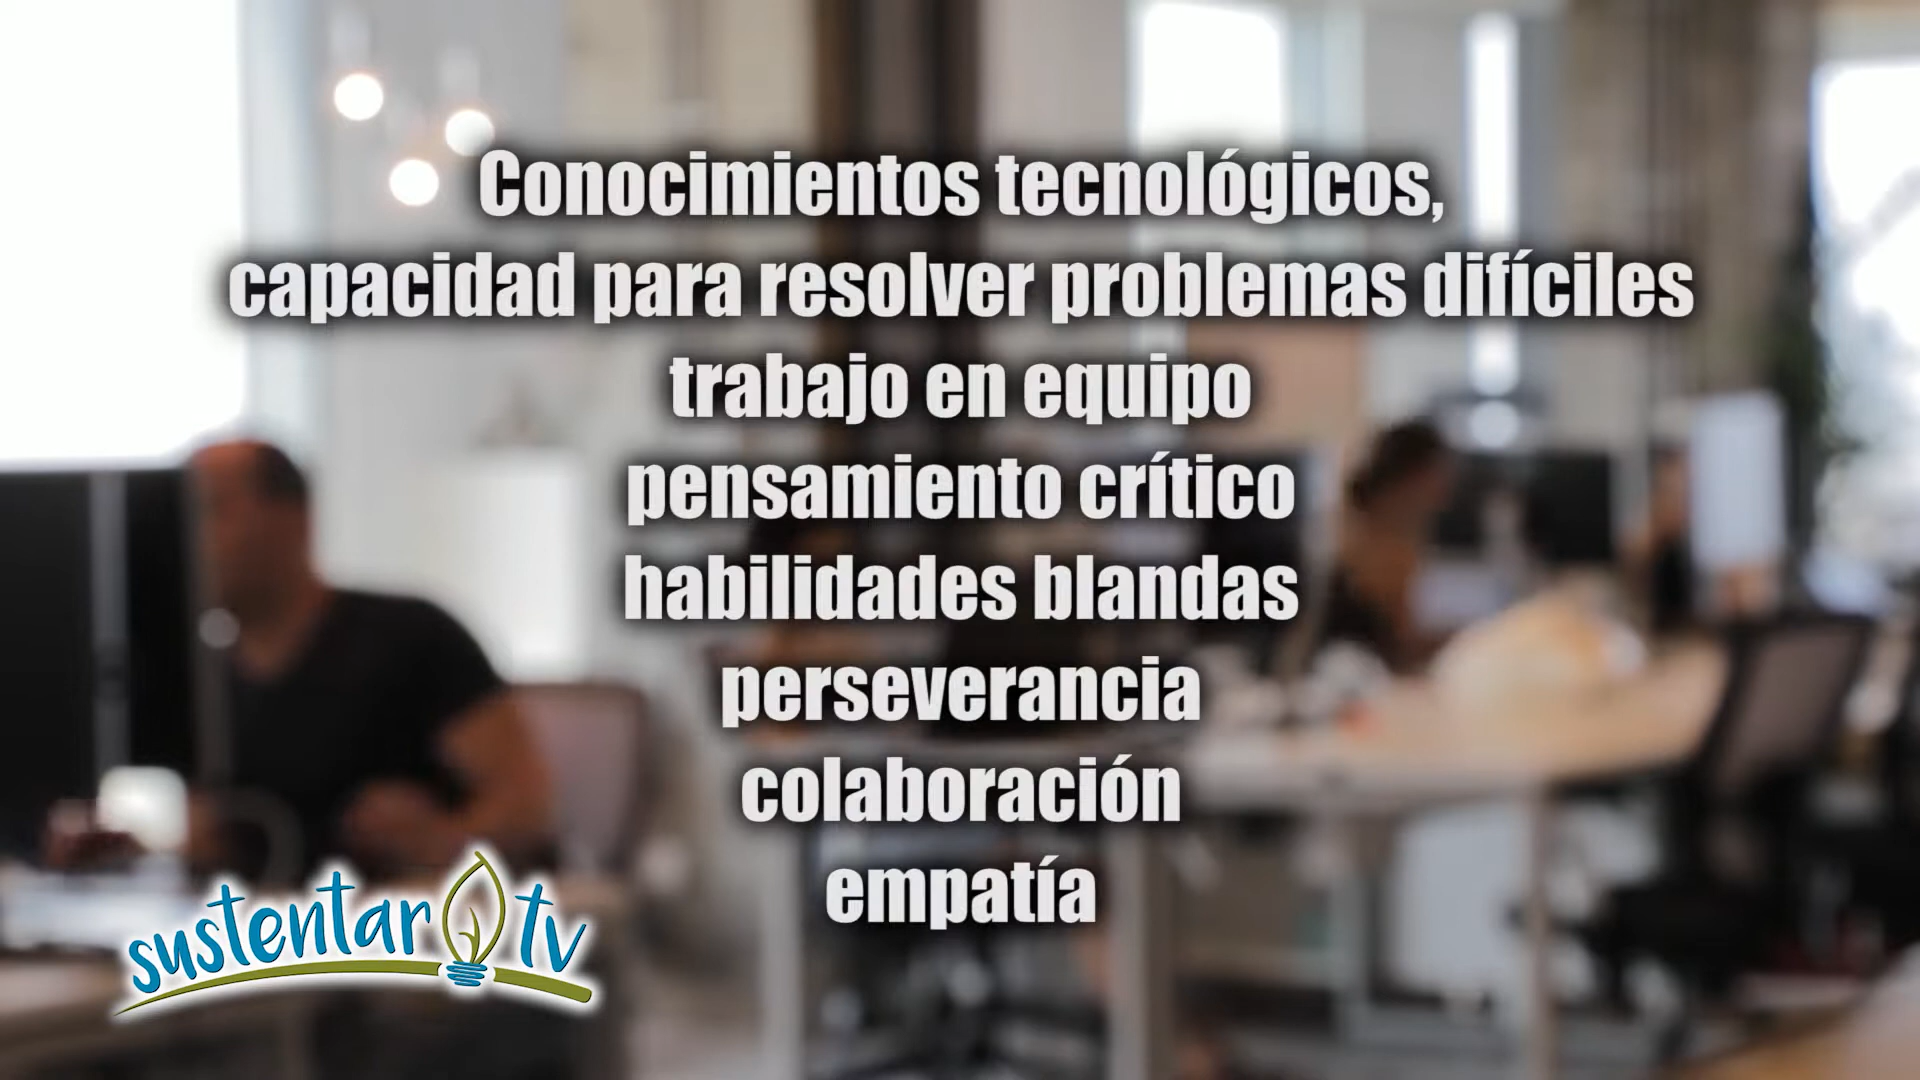 Conocimientos tecnológicos,
capacidad para resolver problemas difíciles
trabajo en equipo
pensamiento crítico
habilidades blandas
perseverancia
colaboración
empatía
sustentar tv